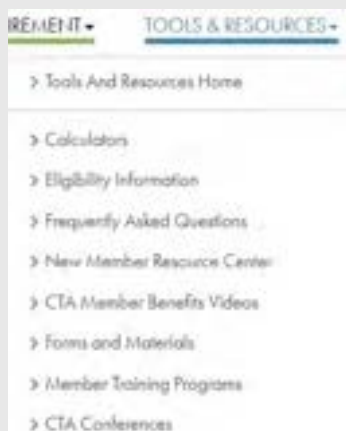 REMENT TOOLS & RESOURCES
> Tools And Resources Home
> Calculators
> Eligibility Information
> Frequently Asked Questions
> New Member Resource Center
> CTA Member Benefits Videos
> Forms and Materials
> Member Training Programs
> CTA Conferences